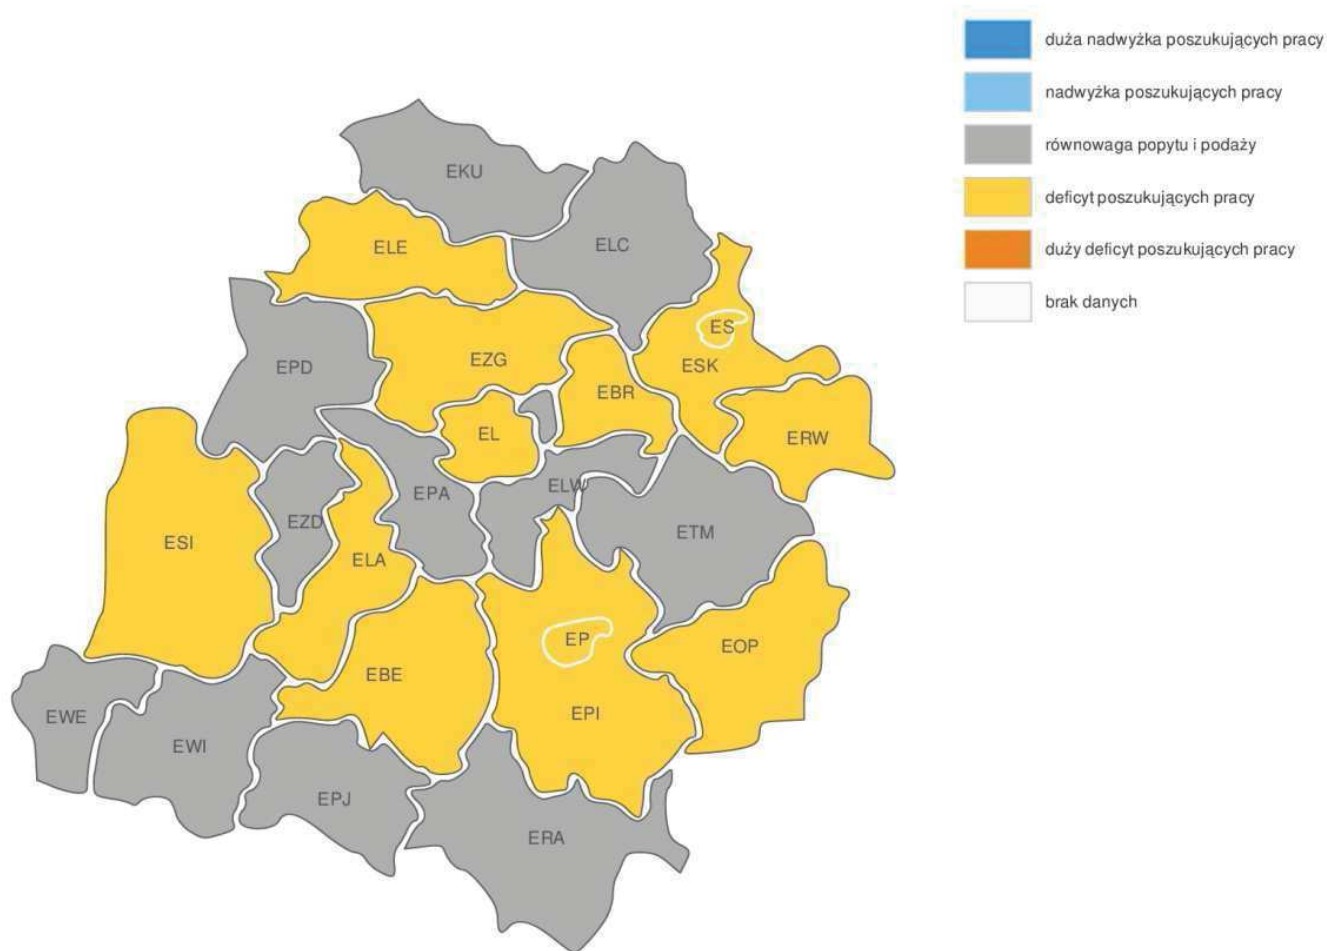 duża nadwyżka poszukujących pracy
nadwyżka poszukujących pracy
równowaga popytu i podaży
deficyt poszukujących pracy
duży deficyt poszukujących pracy
brak danych
EKU
ELE
ELC
ES
EPD
EZG
ESK
EBR
EL
ERW
EPA
ELW
EZD
ESI
ELA
ETM
EP
EOP
EBE
EWE
EPI
EWI
EPJ
ERA